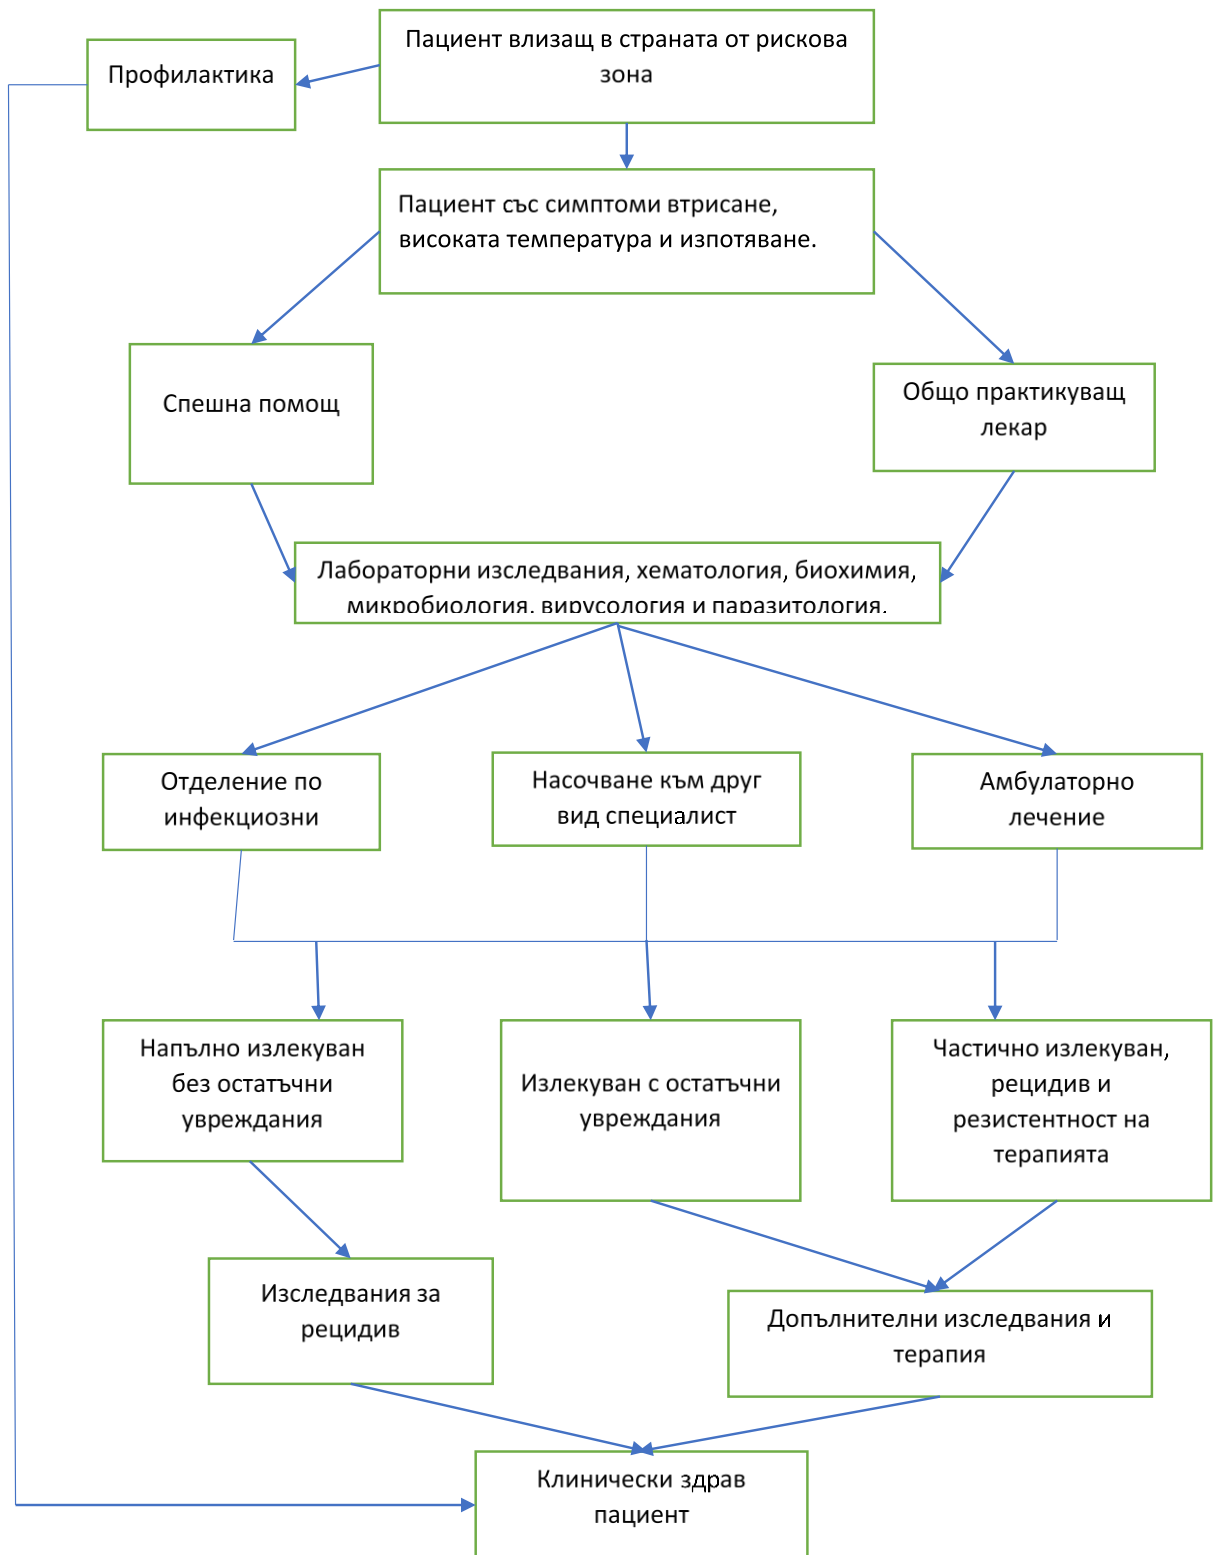 Пациент влизащ в страната от рискова
зона
Профилактика
Пациент със симптоми втрисане,
високата температура и изпотяване.
Спешна помощ
Общо практикуващ
лекар
Лабораторни изследвания, хематология, биохимия,
микробиология, вирусология и паразитология.
Отделение по
инфекциозни
Насочване към друг
вид специалист
Амбулаторно
лечение
Напълно излекуван
без остатъчни
увреждания
Излекуван с остатъчни
увреждания
Частично излекуван,
рецидив и
резистентност на
терапията
Изследвания за
рецидив
Допълнителни изследвания и
терапия
Клинически здрав
пациент